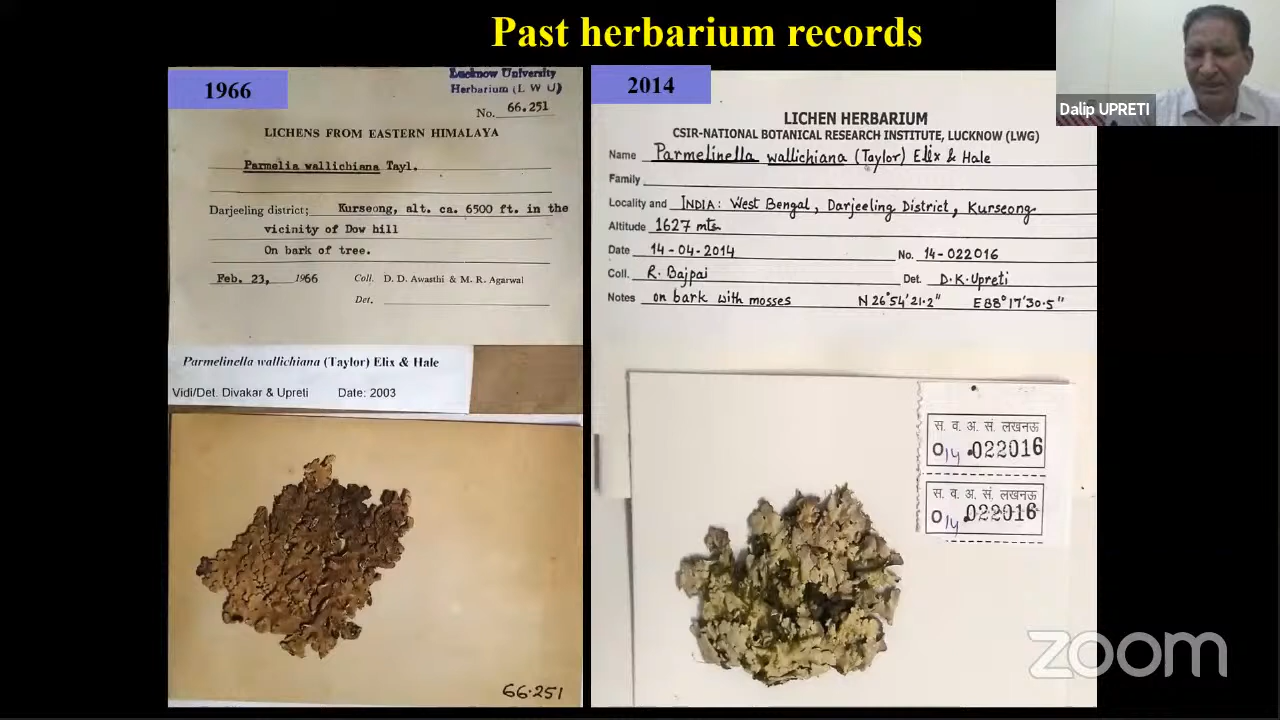 Past herbarium records
Dalip UPRETI
1966
Lucknow University
Herbarium (L W U)
No. 66.251
LICHENS FROM EASTERN HIMALAYA
Parmelia wallichiana Tayl.
Darjeeling district; Kurseong, alt. ca. 6500 ft. in the
vicinity of Dow hill
On bark of tree.
Feb. 23, 1966 Coll. D. D. Awasthi & M. R. Agarwal
Det.
Parmelinella wallichiana (Taylor) Elix & Hale
Vidi/Det. Divakar & Upreti Date: 2003
66.251
2014
LICHEN HERBARIUM
CSIR-NATIONAL BOTANICAL RESEARCH INSTITUTE, LUCKNOW (LWG)
Name Parmelinella wallichiana (Taylor) Elix & Hale
Family
Locality and INDIA: West Bengal, Darjeeling District, Kurseong
Altitude 1627 mts
Date 14-04-2014 No. 14-022016
Coll. R. Bajpai Det. D.K.Upreti
Notes on bark with mosses N 26°54'21.2" E88°17'30.5"
स. व. अ. सं. लखनऊ
O14 .022016
स. व. अ. सं. लखनऊ
O14 .022016
zoom